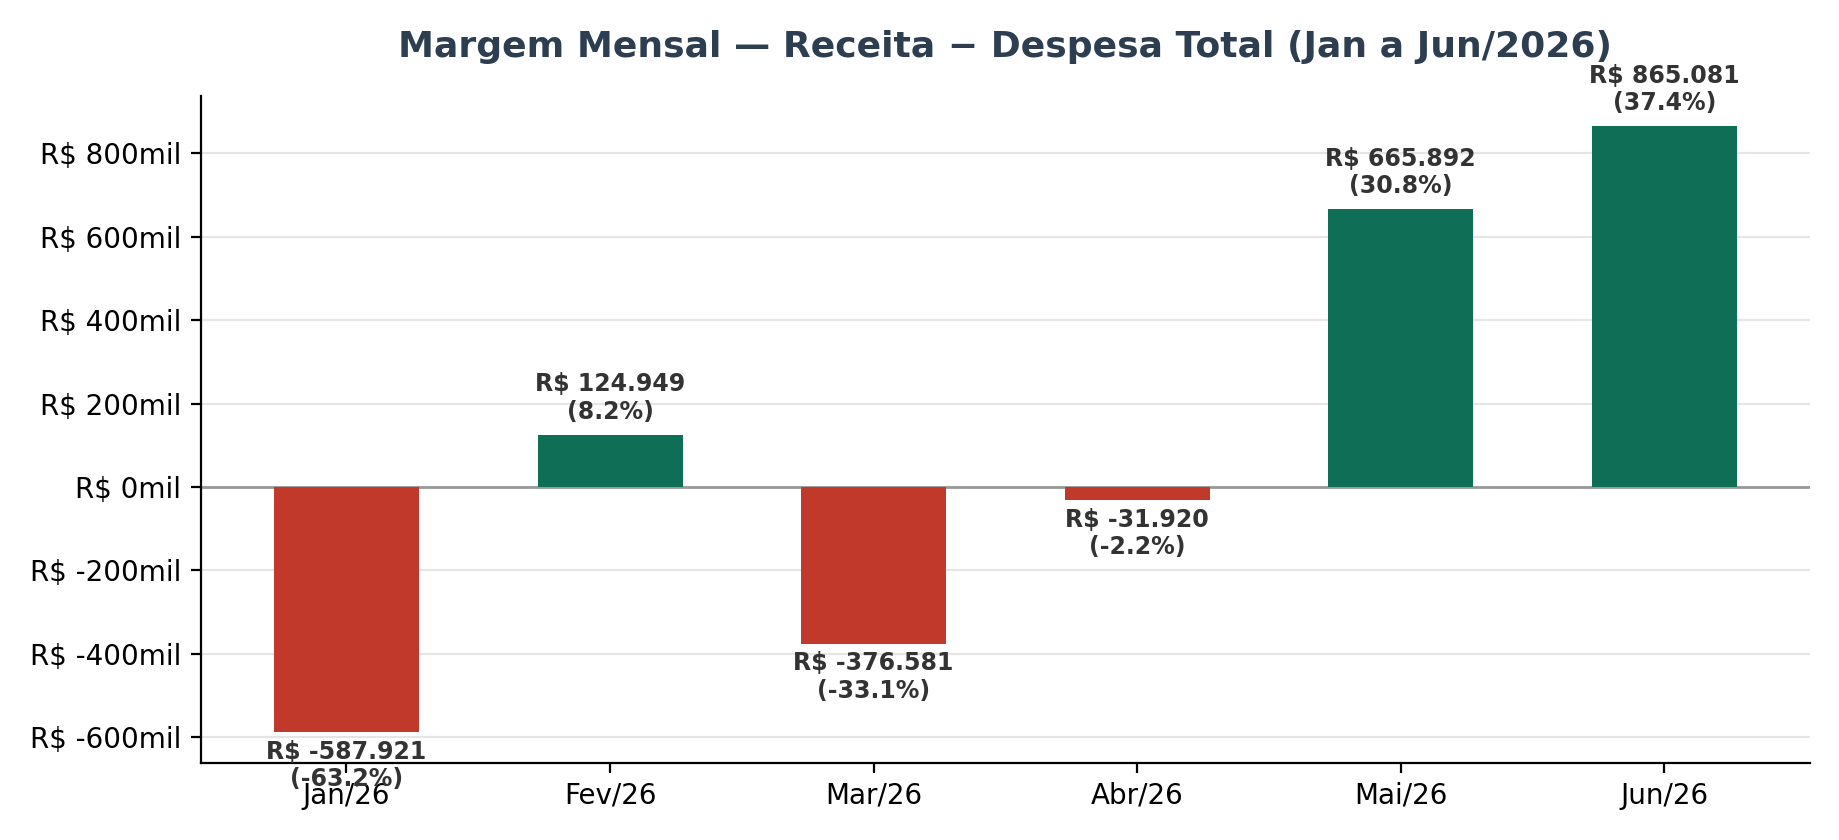 Margem Mensal — Receita − Despesa Total (Jan a Jun/2026)
R$ 865.081
(37.4%)
R$ 800mil
R$ 665.892
(30.8%)
R$ 600mil
R$ 400mil
R$ 124.949
(8.2%)
R$ 200mil
R$ 0mil
R$ -31.920
(-2.2%)
R$ -200mil
R$ -400mil
R$ -376.581
(-33.1%)
R$ -600mil
R$ -587.921
(-63.2%)
Jan/26
Fev/26
Mar/26
Abr/26
Mai/26
Jun/26